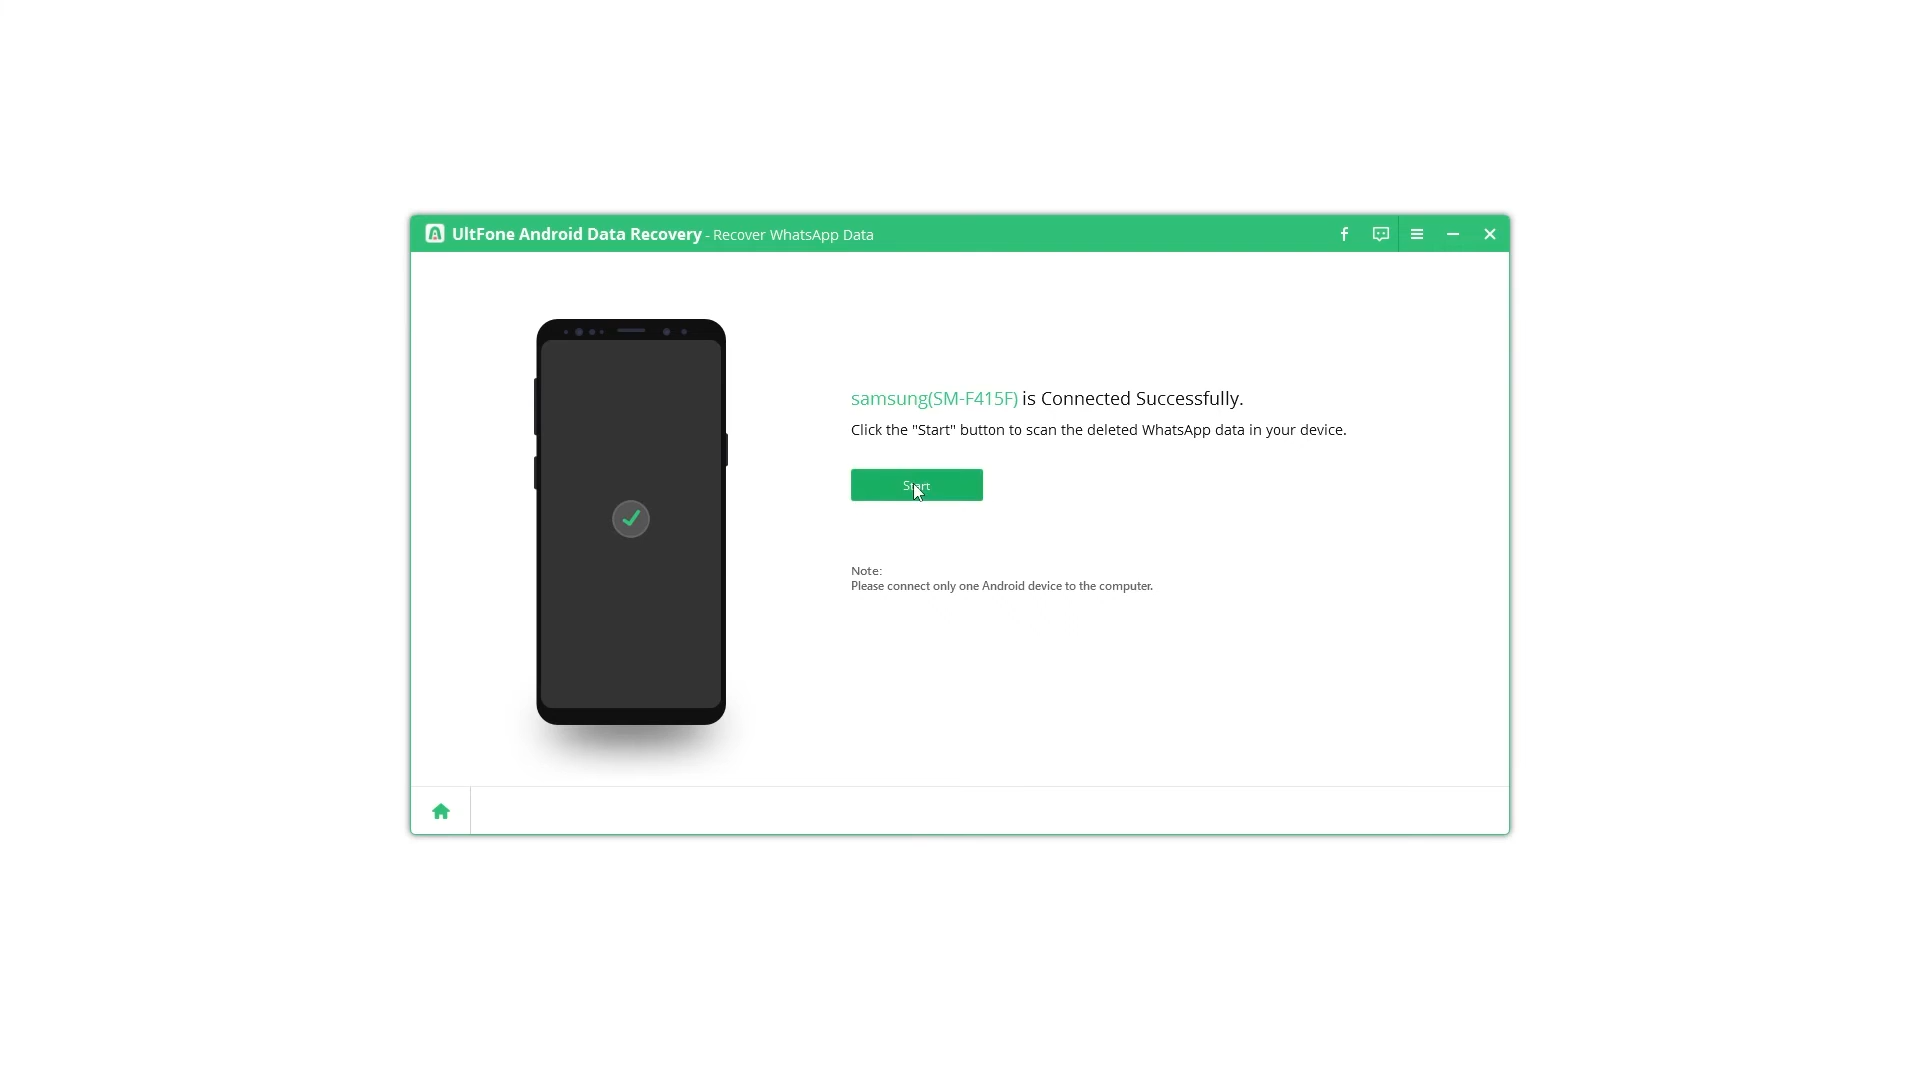 UltFone Android Data Recovery - Recover WhatsApp Data
samsung(SM-F415F) is Connected Successfully.
Click the "Start" button to scan the deleted WhatsApp data in your device.
Start
Note:
Please connect only one Android device to the computer.